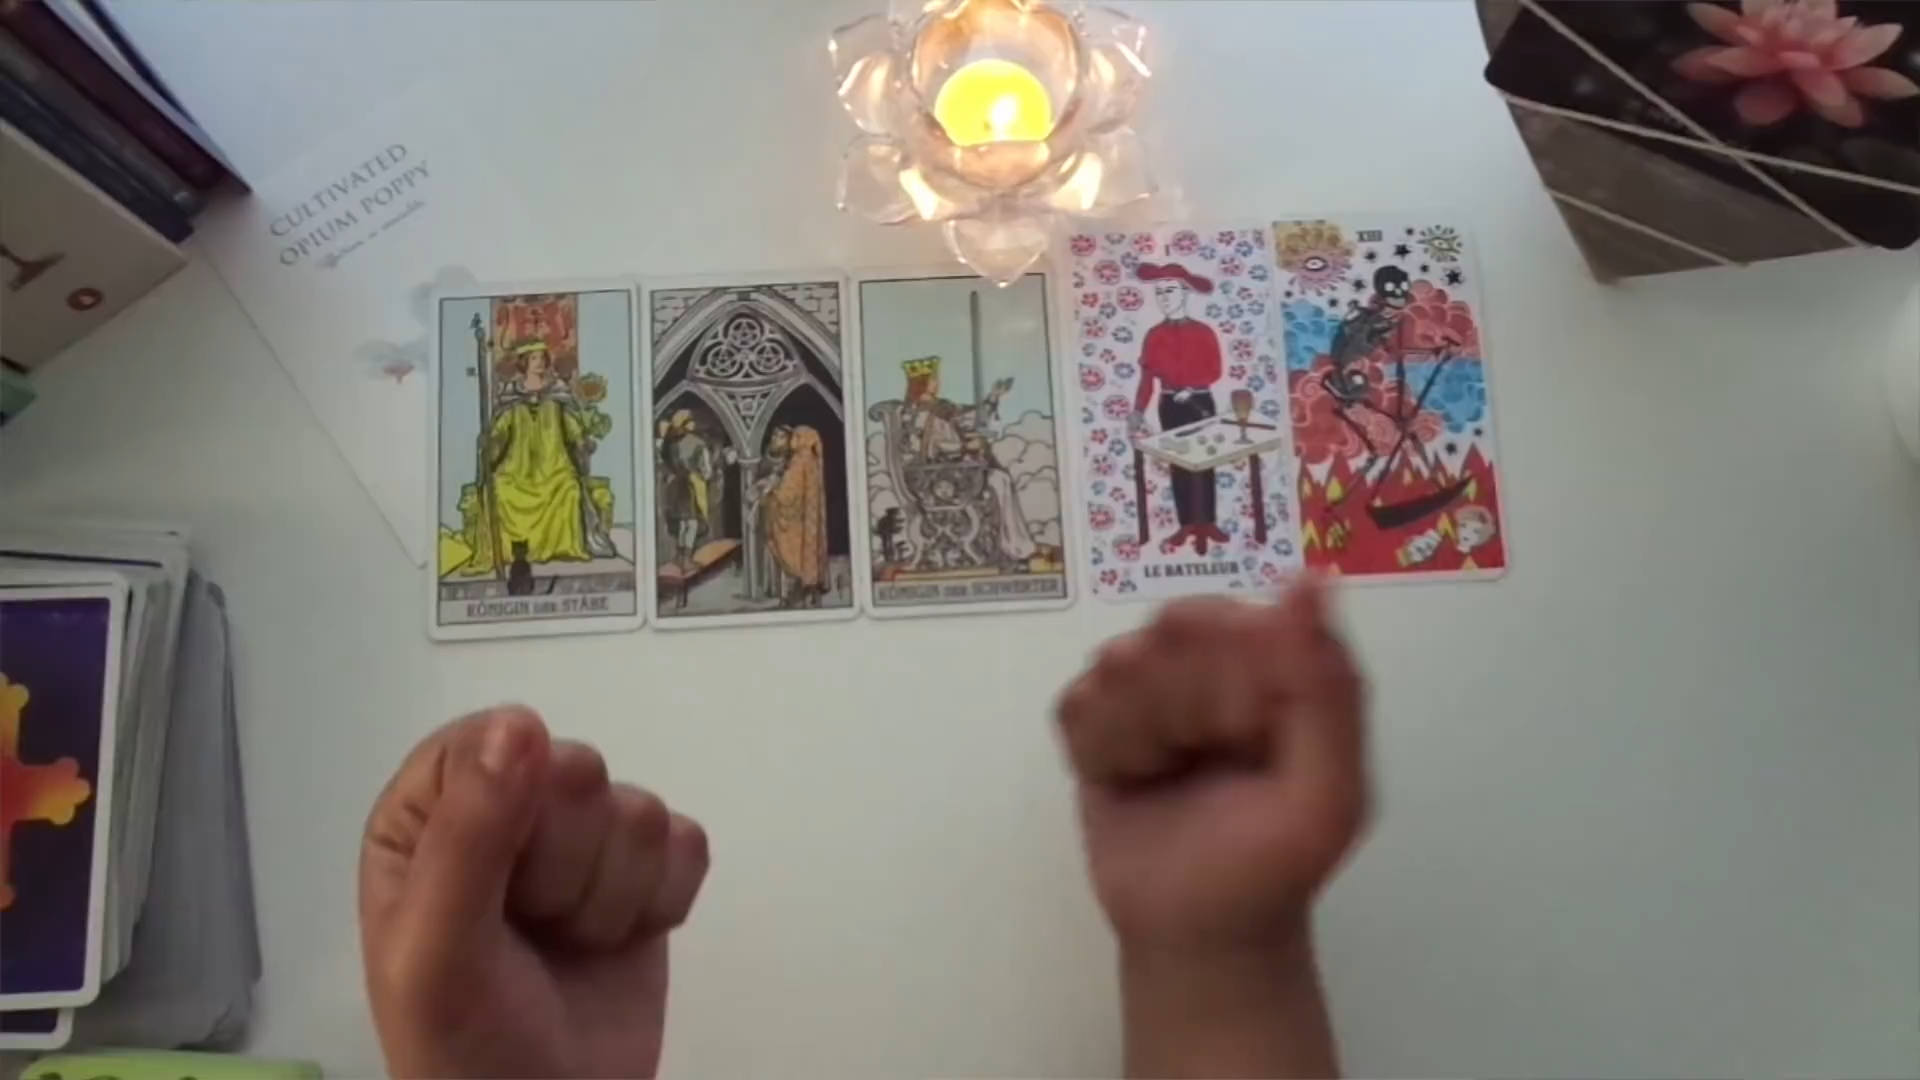 CULTIVATED
OPIUM POPPY
KÖNIGIN DER STÄBE
KÖNIGIN DER SCHWERTER
I
LE BATELEUR
XIII